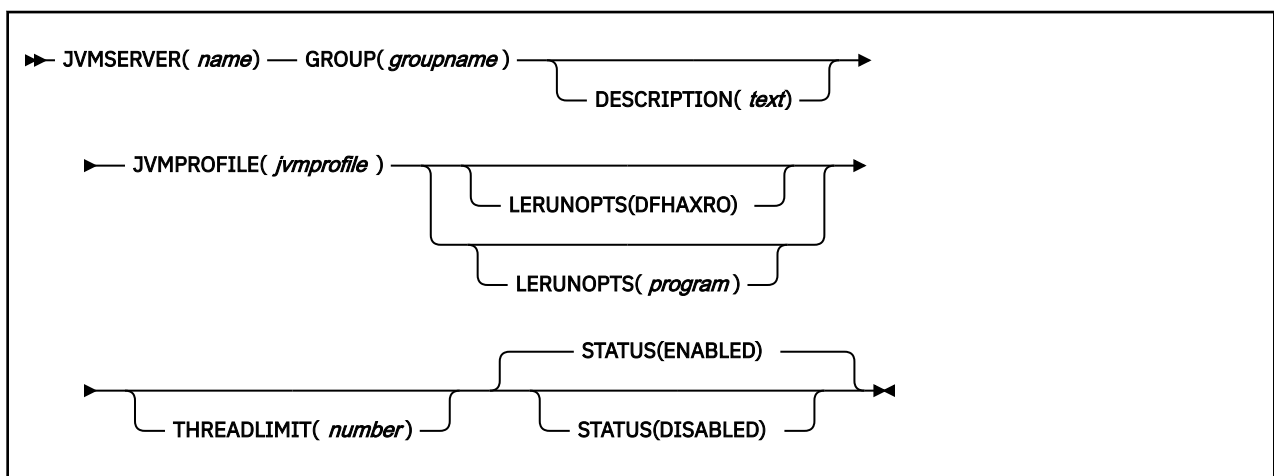 JVMSERVER( name) GROUP( groupname )
DESCRIPTION( text)
JVMPROFILE( jvmprofile )
LERUNOPTS(DFHAXRO)
LERUNOPTS( program )
STATUS(ENABLED)
THREADLIMIT( number) STATUS(DISABLED)